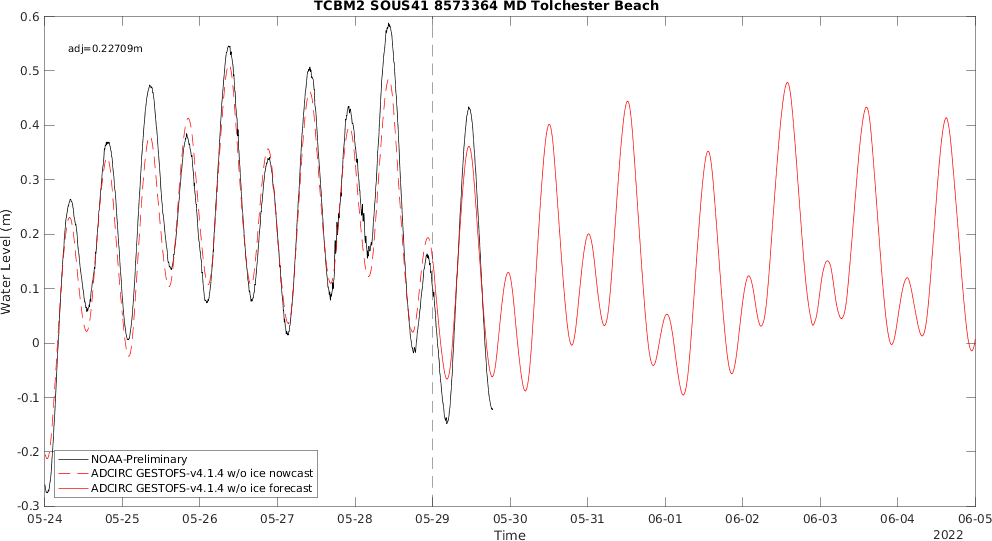 TCBM2 SOUS41 8573364 MD Tolchester Beach
adj=0.22709m
Water Level (m)
0.6
0.5
0.4
0.3
0.2
0.1
0
-0.1
-0.2
-0.3
NOAA-Preliminary
ADCIRC GESTOFS-v4.1.4 w/o ice nowcast
ADCIRC GESTOFS-v4.1.4 w/o ice forecast
05-24 05-25 05-26 05-27 05-28 05-29 05-30 05-31 06-01 06-02 06-03 06-04 06-05
Time
2022